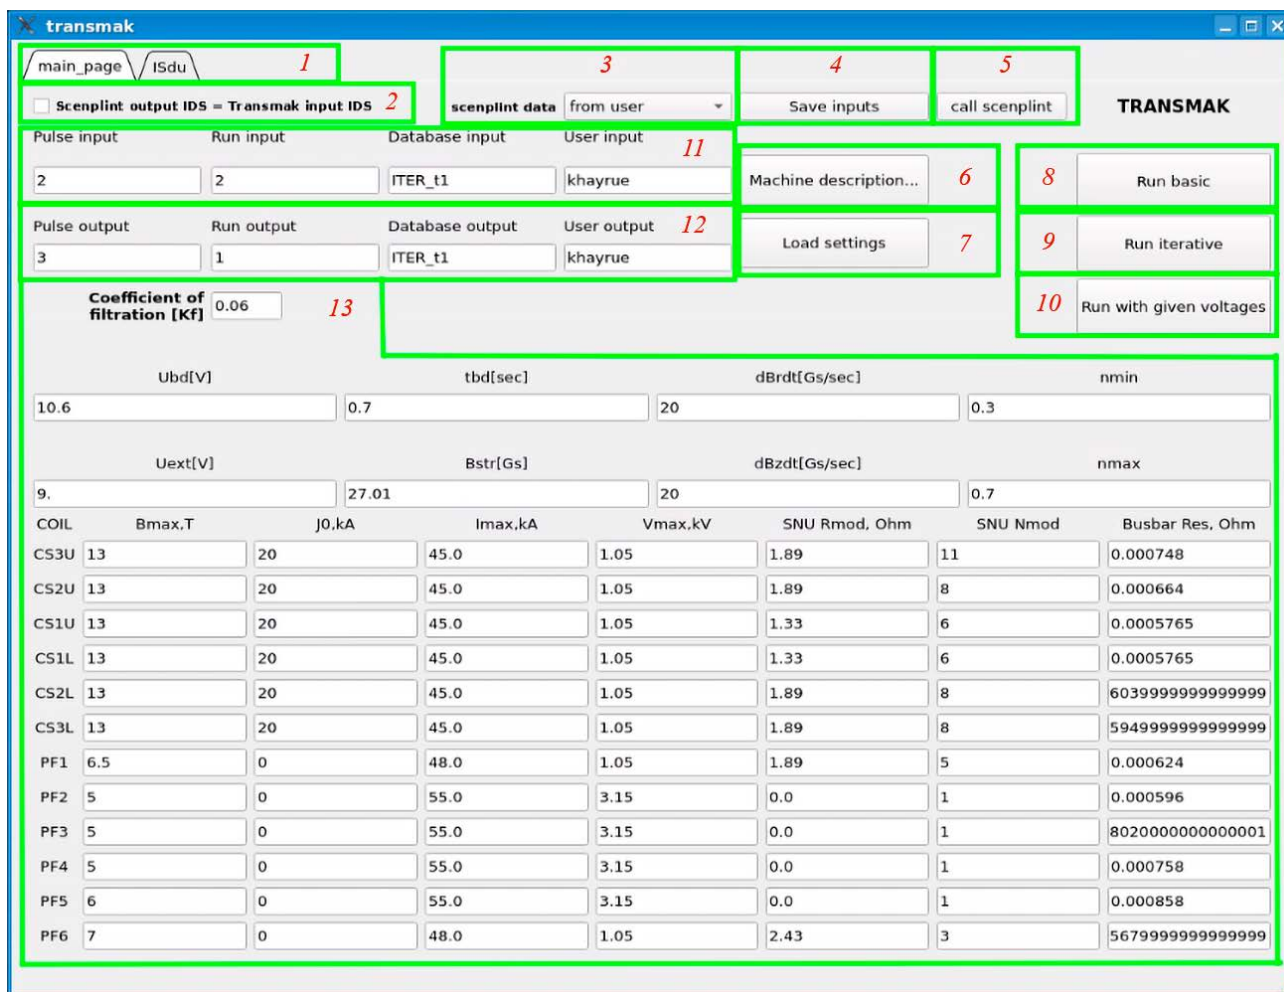 transmak
main_page ISdu 1 3 4 5
Scenplint output IDS = Transmak input IDS 2 scenplint data from user Save inputs call scenplint TRANSMAK
Pulse input Run input Database input User input 11
2 2 ITER_t1 khayrue Machine description... 6 8 Run basic
Pulse output Run output Database output User output 12
3 1 ITER_t1 khayrue Load settings 7 9 Run iterative
Coefficient of
filtration [Kf] 0.06 13 10 Run with given voltages
Ubd[V] tbd[sec] dBrdt[Gs/sec] nmin
10.6 0.7 20 0.3
Uext[V] Bstr[Gs] dBzdt[Gs/sec] nmax
9. 27.01 20 0.7
COIL Bmax,T J0,kA Imax,kA Vmax,kV SNU Rmod, Ohm SNU Nmod Busbar Res, Ohm
CS3U 13 20 45.0 1.05 1.89 11 0.000748
CS2U 13 20 45.0 1.05 1.89 8 0.000664
CS1U 13 20 45.0 1.05 1.33 6 0.0005765
CS1L 13 20 45.0 1.05 1.33 6 0.0005765
CS2L 13 20 45.0 1.05 1.89 8 6039999999999999
CS3L 13 20 45.0 1.05 1.89 8 5949999999999999
PF1 6.5 0 48.0 1.05 1.89 5 0.000624
PF2 5 0 55.0 3.15 0.0 1 0.000596
PF3 5 0 55.0 3.15 0.0 1 8020000000000001
PF4 5 0 55.0 3.15 0.0 1 0.000758
PF5 6 0 55.0 3.15 0.0 1 0.000858
PF6 7 0 48.0 1.05 2.43 3 5679999999999999